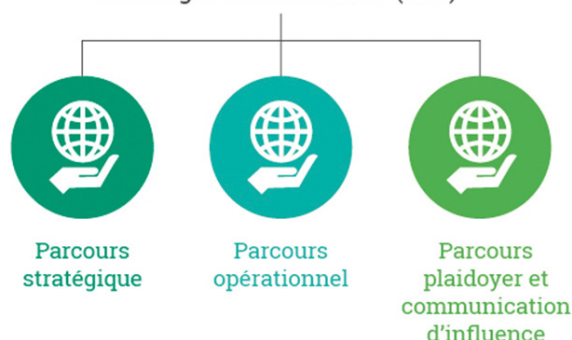 Parcours
stratégique
Parcours
opérationnel
Parcours
plaidoyer et
communication
d'influence